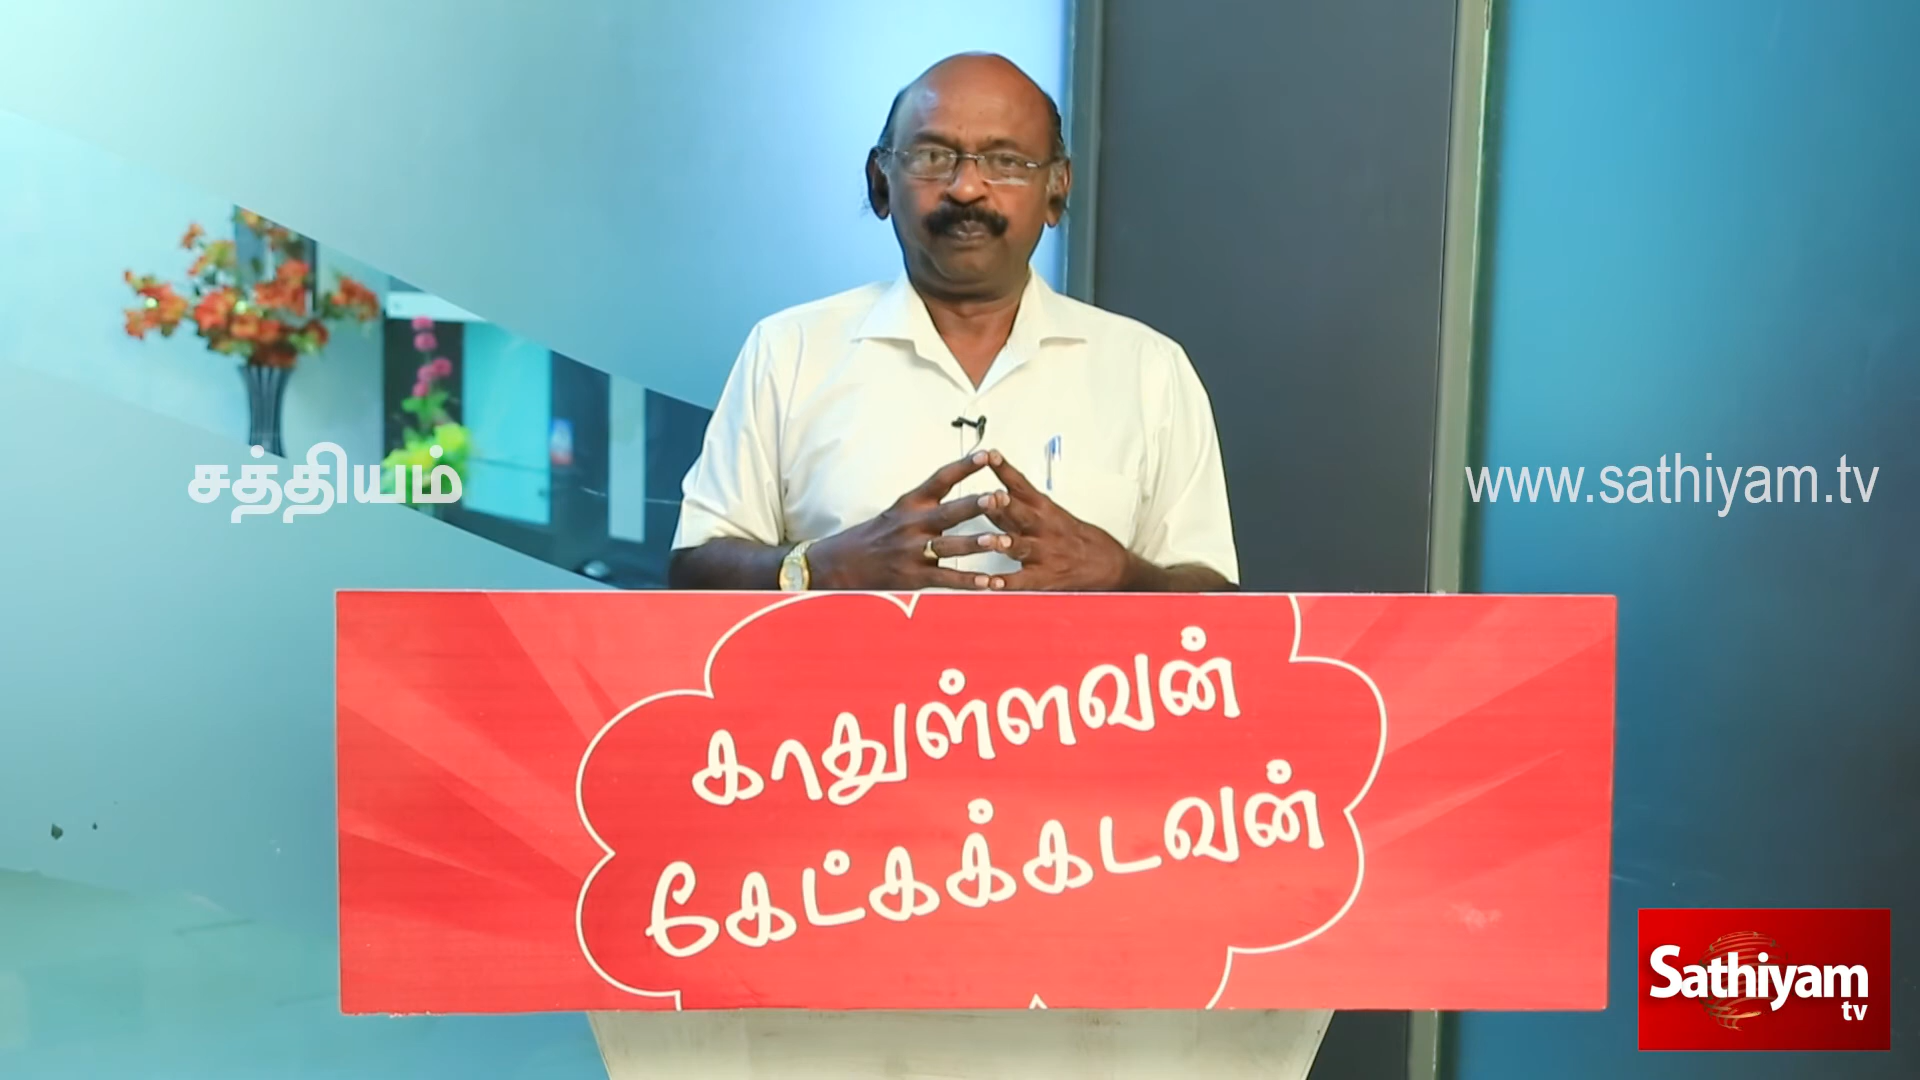 சத்தியம்
www.sathiyam.tv
காதுள்ளவன்
கேட்கக்கடவன்
Sathiyam
tv